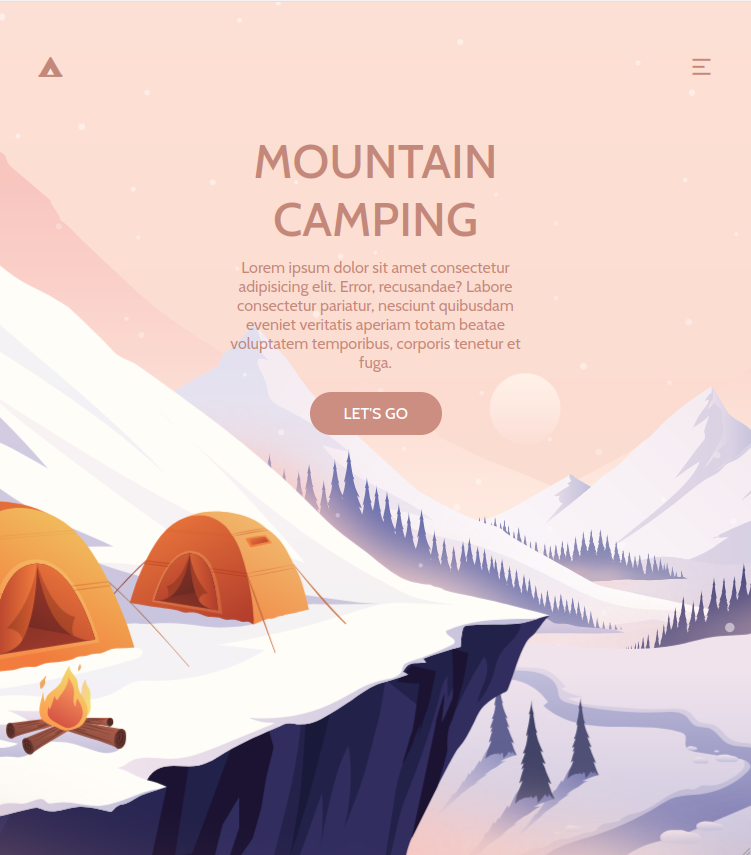 MOUNTAIN
CAMPING
Lorem ipsum dolor sit amet consectetur
adipisicing elit. Error, recusandae? Labore
consectetur pariatur, nesciunt quibusdam
eveniet veritatis aperiam totam beatae
voluptatem temporibus, corporis tenetur et
fuga.
LET'S GO